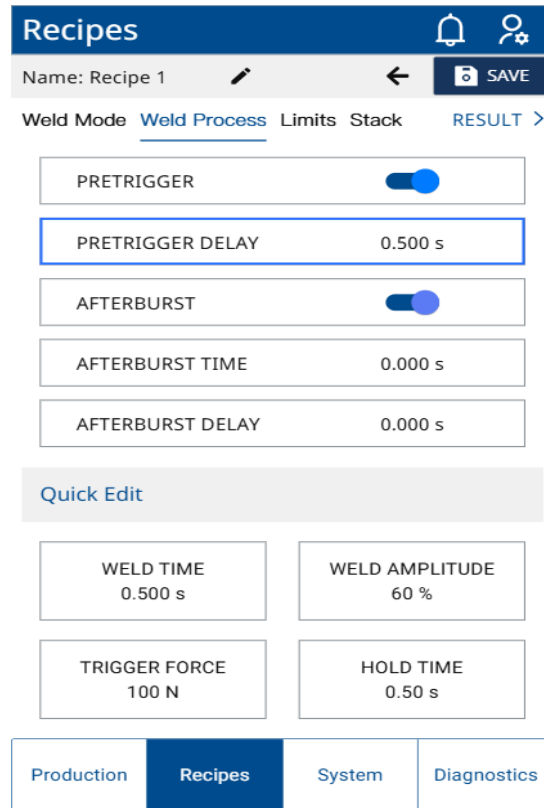 Recipes
Name: Recipe 1
SAVE
Weld Mode Weld Process Limits Stack RESULT >
PRETRIGGER
PRETRIGGER DELAY 0.500 s
AFTERBURST
AFTERBURST TIME 0.000 s
AFTERBURST DELAY 0.000 s
Quick Edit
WELD TIME
0.500 s
WELD AMPLITUDE
60 %
TRIGGER FORCE
100 N
HOLD TIME
0.50 s
Production Recipes System Diagnostics